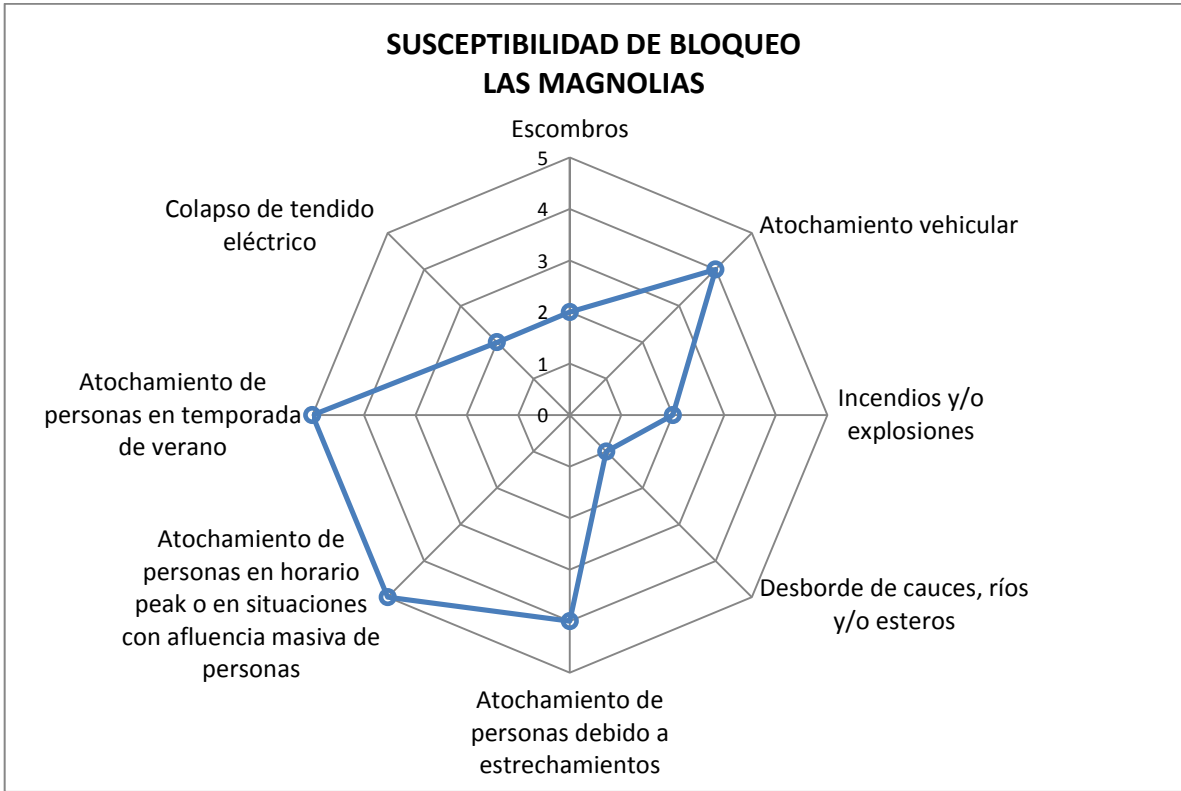 SUSCEPTIBILIDAD DE BLOQUEO
LAS MAGNOLIAS
Escombros
5
4
3
2
1
0
Atochamiento vehicular
Incendios y/o
explosiones
Desborde de cauces, ríos
y/o esteros
Atochamiento de
personas debido a
estrechamientos
Atochamiento de
personas en horario
peak o en situaciones
con afluencia masiva de
personas
Atochamiento de
personas en temporada
de verano
Colapso de tendido
eléctrico